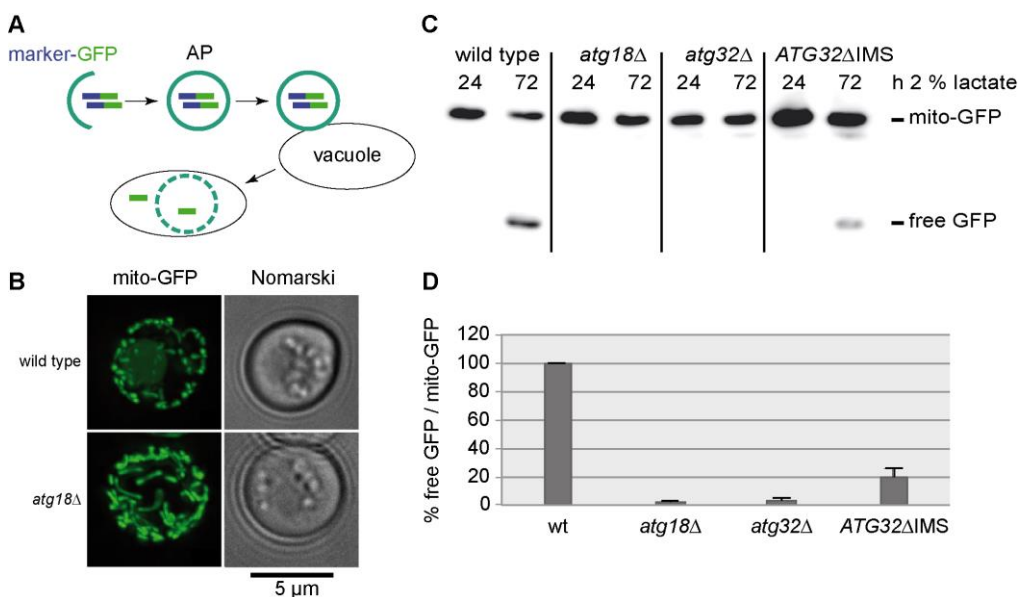 A
marker-GFP
AP
vacuole
B
mito-GFP Nomarski
wild type
atg18Δ
5 µm
C
wild type atg18Δ atg32Δ ATG32ΔIMS
24 72 24 72 24 72 24 72 h 2 % lactate
mito-GFP
free GFP
D
% free GFP / mito-GFP
120
100
80
60
40
20
0
wt atg18Δ atg32Δ ATG32ΔIMS